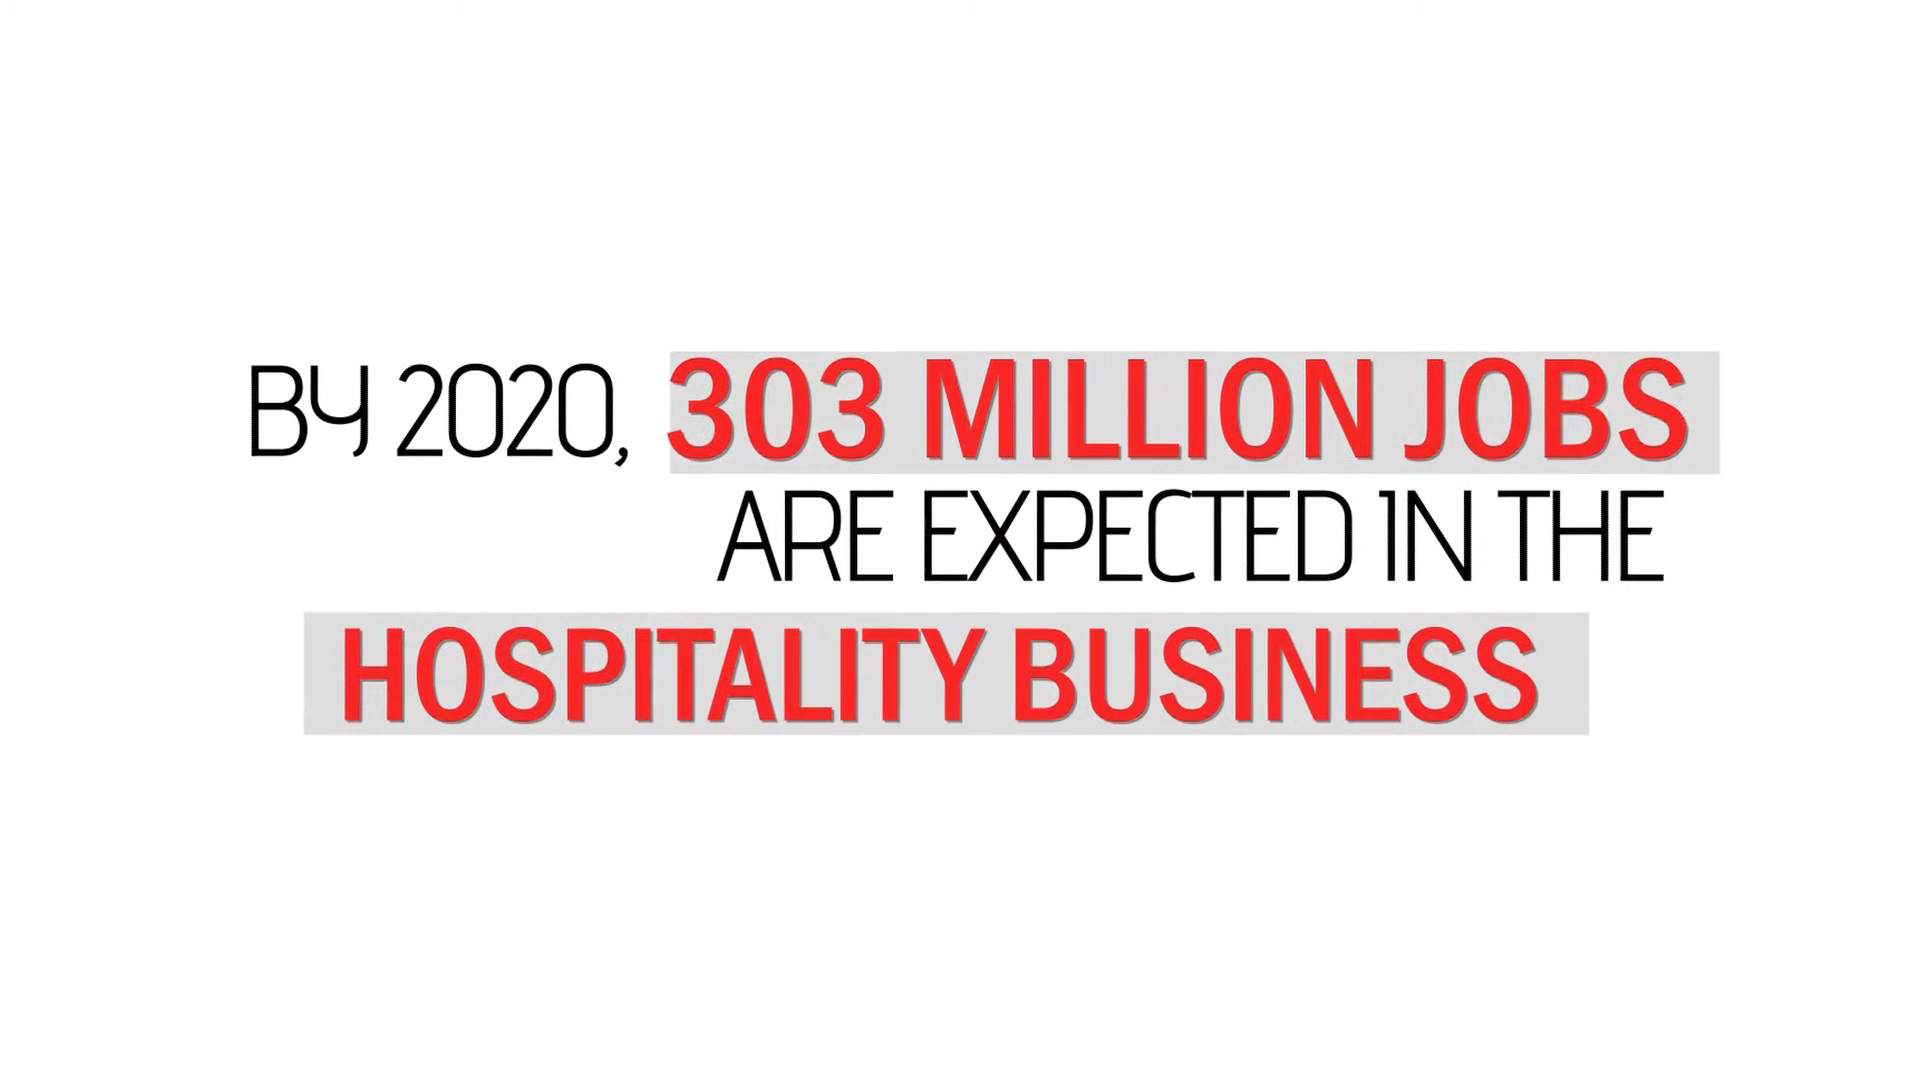 BY 2020, 303 MILLION JOBS
ARE EXPECTED IN THE
HOSPITALITY BUSINESS